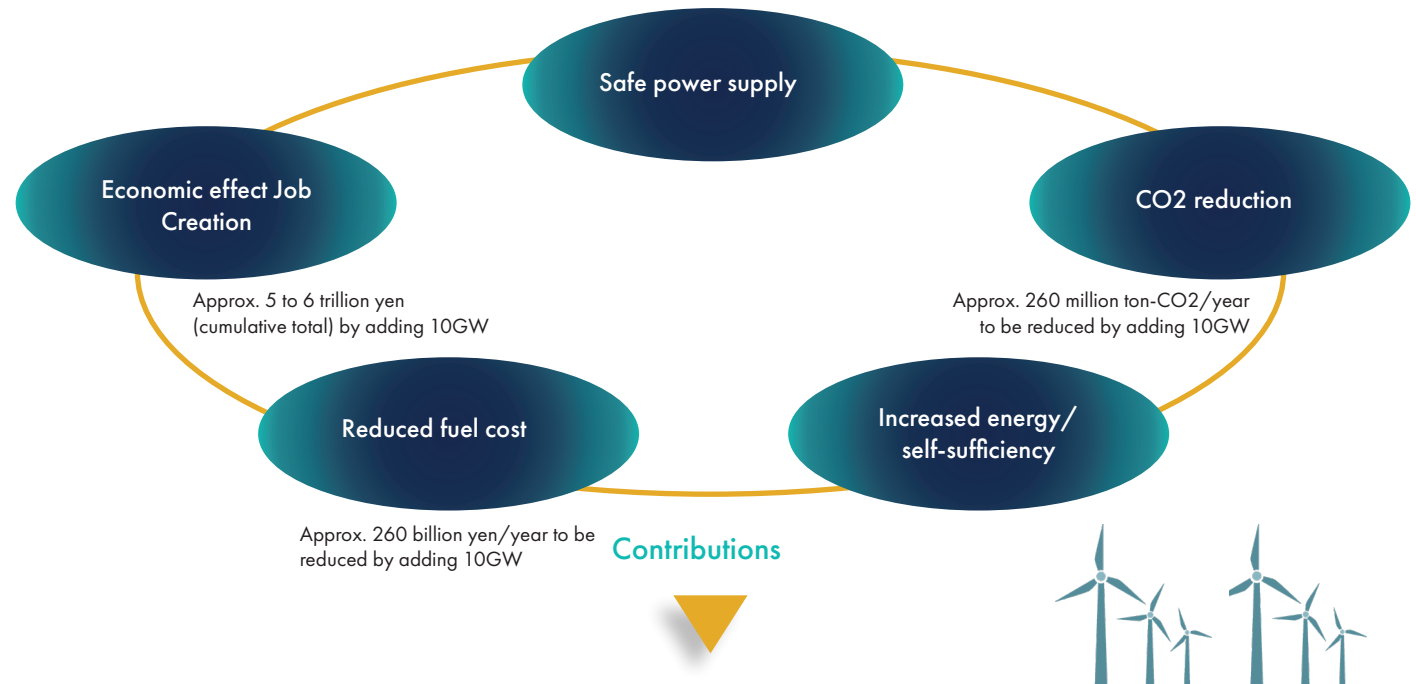 Safe power supply
Economic effect Job
Creation
CO2 reduction
Approx. 5 to 6 trillion yen
(cumulative total) by adding 10GW
Approx. 260 million ton-CO2/year
to be reduced by adding 10GW
Reduced fuel cost
Increased energy/
self-sufficiency
Approx. 260 billion yen/year to be
reduced by adding 10GW
Contributions